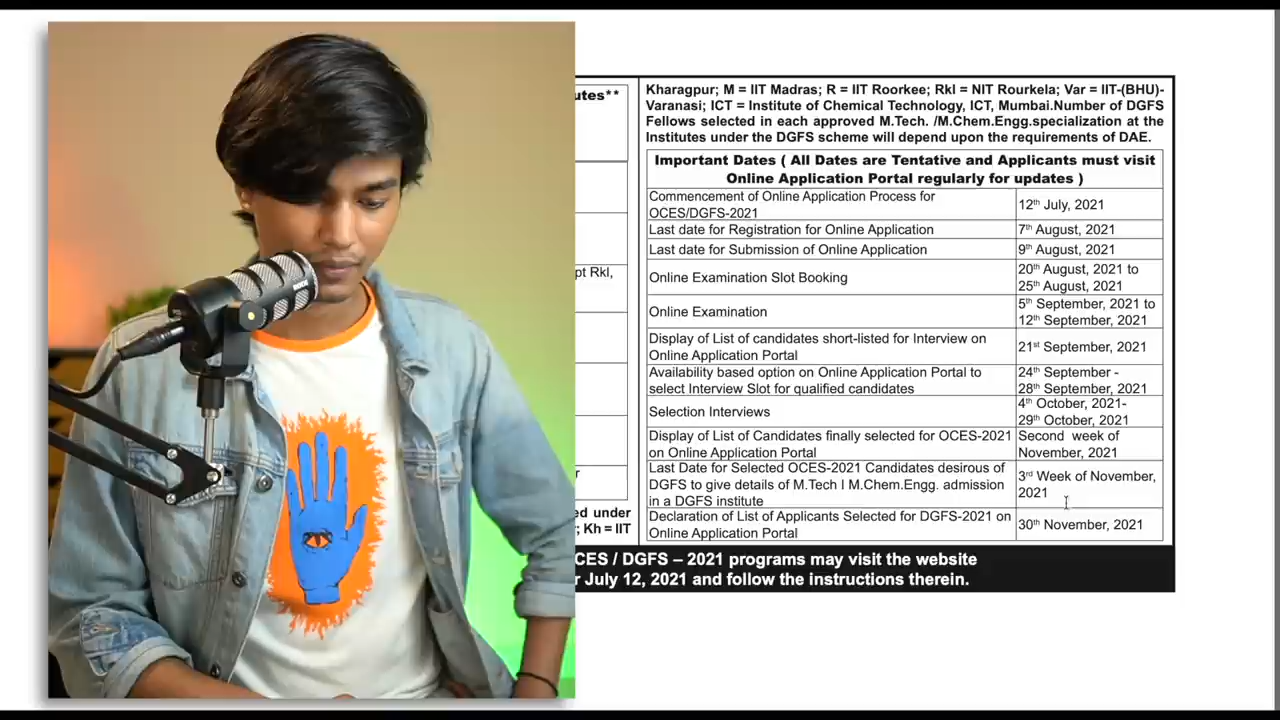 utes**
pt Rkl,
r
ed under
; Kh = IIT
Kharagpur; M = IIT Madras; R = IIT Roorkee; Rkl = NIT Rourkela; Var = IIT-(BHU)-
Varanasi; ICT = Institute of Chemical Technology, ICT, Mumbai.Number of DGFS
Fellows selected in each approved M.Tech. /M.Chem.Engg.specialization at the
Institutes under the DGFS scheme will depend upon the requirements of DAE.
Important Dates ( All Dates are Tentative and Applicants must visit
Online Application Portal regularly for updates )
Commencement of Online Application Process for
OCES/DGFS-2021
12th July, 2021
Last date for Registration for Online Application
7th August, 2021
Last date for Submission of Online Application
9th August, 2021
Online Examination Slot Booking
20th August, 2021 to
25th August, 2021
Online Examination
5th September, 2021 to
12th September, 2021
Display of List of candidates short-listed for Interview on
Online Application Portal
21st September, 2021
Availability based option on Online Application Portal to
select Interview Slot for qualified candidates
24th September -
28th September, 2021
Selection Interviews
4th October, 2021-
29th October, 2021
Display of List of Candidates finally selected for OCES-2021
on Online Application Portal
Second week of
November, 2021
Last Date for Selected OCES-2021 Candidates desirous of
DGFS to give details of M.Tech I M.Chem.Engg. admission
in a DGFS institute
3rd Week of November,
2021
Declaration of List of Applicants Selected for DGFS-2021 on
Online Application Portal
30th November, 2021
CES / DGFS – 2021 programs may visit the website
r July 12, 2021 and follow the instructions therein.